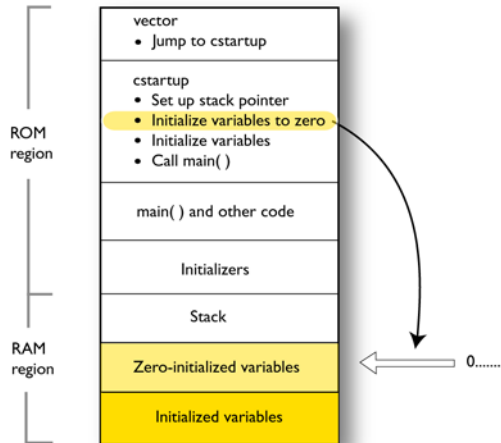 vector
• Jump to cstartup
cstartup
• Set up stack pointer
• Initialize variables to zero
• Initialize variables
• Call main( )
ROM
region
main( ) and other code
Initializers
Stack
RAM
region
Zero-initialized variables
0.......
Initialized variables